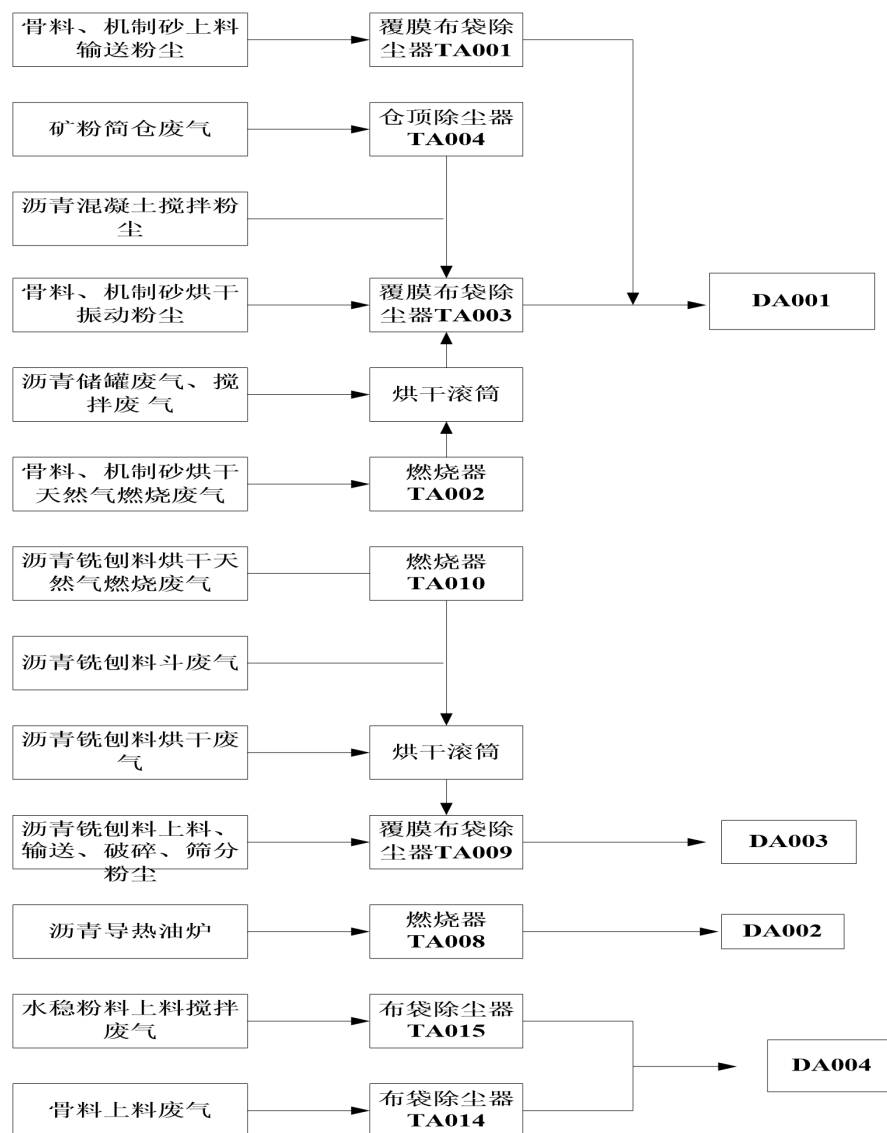 骨料、机制砂上料
输送粉尘
覆膜布袋除
尘器TA001
矿粉筒仓废气
仓顶除尘器
TA004
沥青混凝土搅拌粉
尘
骨料、机制砂烘干
振动粉尘
覆膜布袋除
尘器TA003
DA001
沥青储罐废气、搅
拌废 气
烘干滚筒
骨料、机制砂烘干
天然气燃烧废气
燃烧器
TA002
沥青铣刨料烘干天
然气燃烧废气
燃烧器
TA010
沥青铣刨料斗废气
沥青铣刨料烘干废
气
烘干滚筒
沥青铣刨料上料、
输送、破碎、筛分
粉尘
覆膜布袋除
尘器TA009
DA003
沥青导热油炉
燃烧器
TA008
DA002
水稳粉料上料搅拌
废气
布袋除尘器
TA015
DA004
骨料上料废气
布袋除尘器
TA014